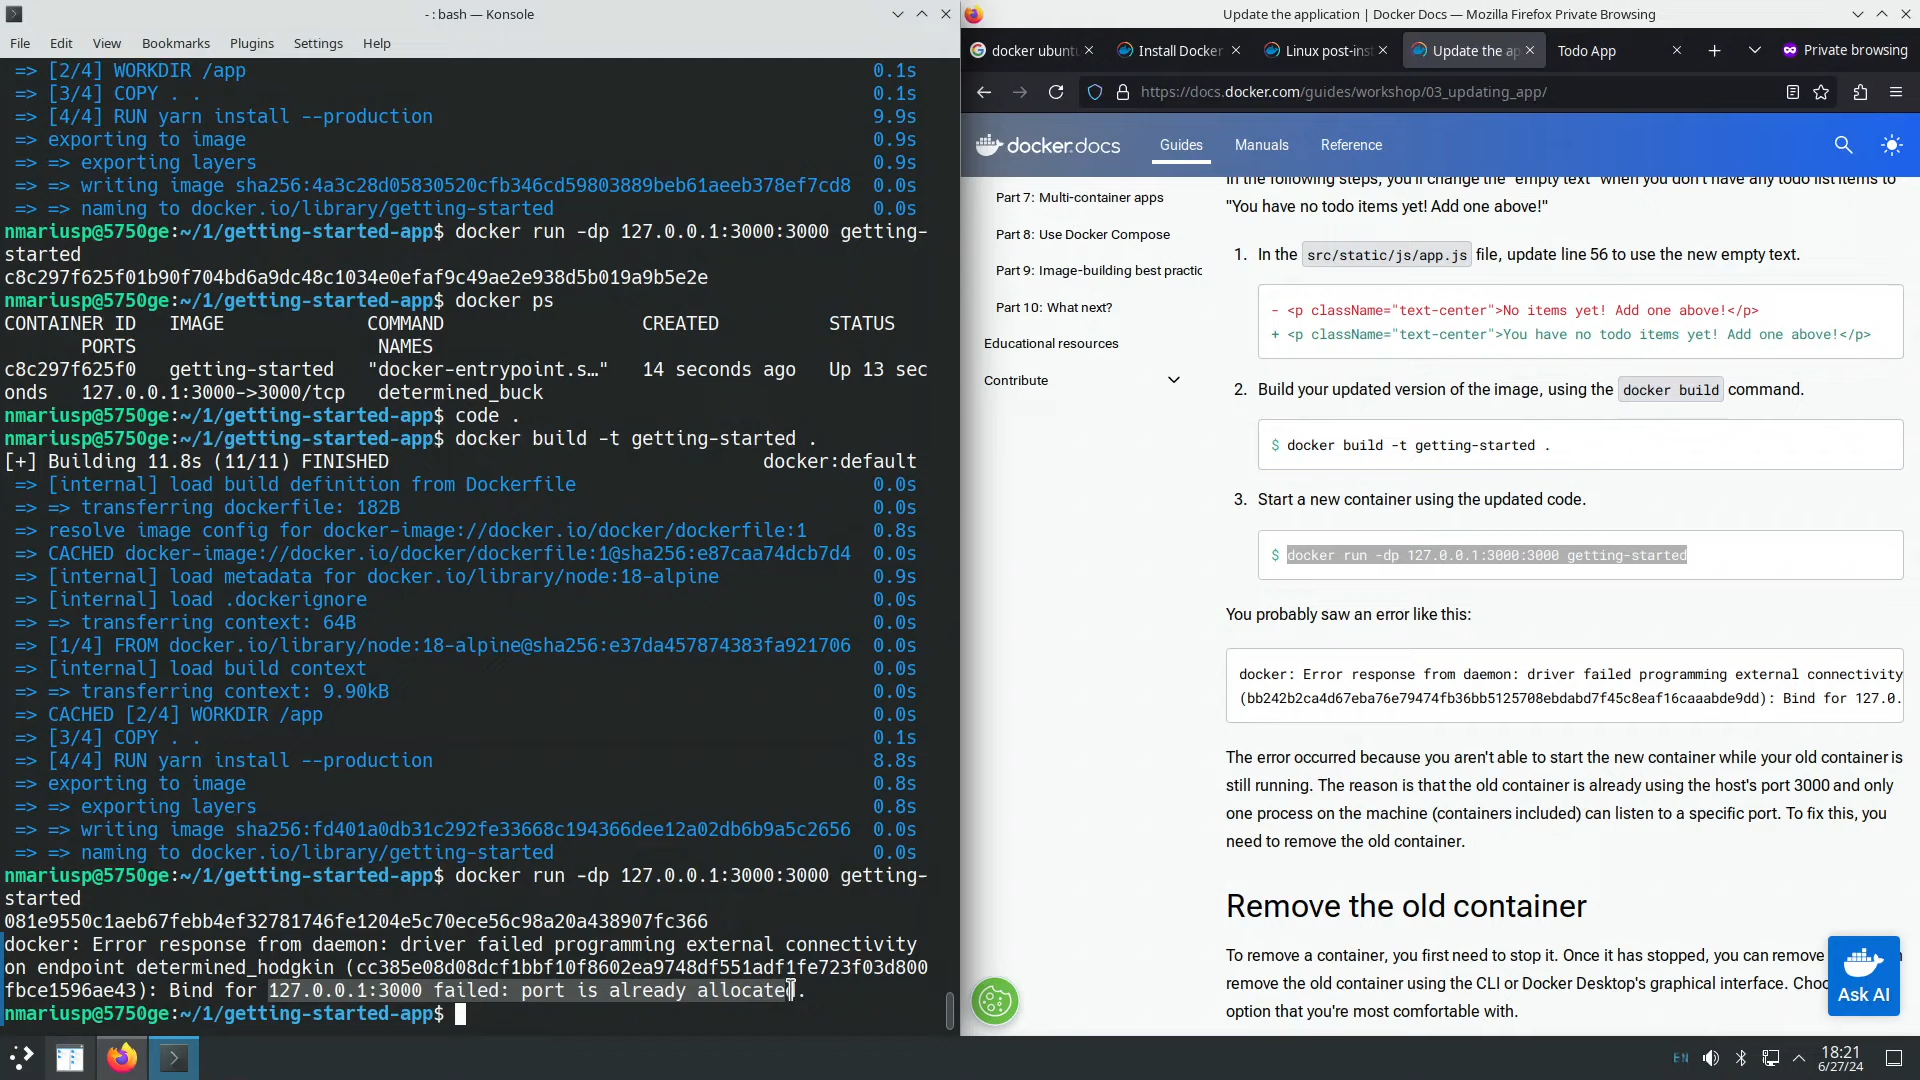 - : bash — Konsole
File Edit View Bookmarks Plugins Settings Help
=> [2/4] WORKDIR /app 0.1s
=> [3/4] COPY . . 0.1s
=> [4/4] RUN yarn install --production 9.9s
=> exporting to image 0.9s
=> => exporting layers 0.9s
=> => writing image sha256:4a3c28d05830520cfb346cd59803889beb61aeeb378ef7cd8 0.0s
=> => naming to docker.io/library/getting-started 0.0s
nmariusp@5750ge:~/1/getting-started-app$ docker run -dp 127.0.0.1:3000:3000 getting-
started
c8c297f625f01b90f704bd6a9dc48c1034e0efaf9c49ae2e938d5b019a9b5e2e
nmariusp@5750ge:~/1/getting-started-app$ docker ps
CONTAINER ID IMAGE COMMAND CREATED STATUS
PORTS NAMES
c8c297f625f0 getting-started "docker-entrypoint.s…" 14 seconds ago Up 13 sec
onds 127.0.0.1:3000->3000/tcp determined_buck
nmariusp@5750ge:~/1/getting-started-app$ code .
nmariusp@5750ge:~/1/getting-started-app$ docker build -t getting-started .
[+] Building 11.8s (11/11) FINISHED docker:default
=> [internal] load build definition from Dockerfile 0.0s
=> => transferring dockerfile: 182B 0.0s
=> resolve image config for docker-image://docker.io/docker/dockerfile:1 0.8s
=> CACHED docker-image://docker.io/docker/dockerfile:1@sha256:e87caa74dcb7d4 0.0s
=> [internal] load metadata for docker.io/library/node:18-alpine 0.9s
=> [internal] load .dockerignore 0.0s
=> => transferring context: 64B 0.0s
=> [1/4] FROM docker.io/library/node:18-alpine@sha256:e37da457874383fa921706 0.0s
=> [internal] load build context 0.0s
=> => transferring context: 9.90kB 0.0s
=> CACHED [2/4] WORKDIR /app 0.0s
=> [3/4] COPY . . 0.1s
=> [4/4] RUN yarn install --production 8.8s
=> exporting to image 0.8s
=> => exporting layers 0.8s
=> => writing image sha256:fd401a0db31c292fe33668c194366dee12a02db6b9a5c2656 0.0s
=> => naming to docker.io/library/getting-started 0.0s
nmariusp@5750ge:~/1/getting-started-app$ docker run -dp 127.0.0.1:3000:3000 getting-
started
081e9550c1aeb67febb4ef32781746fe1204e5c70ece56c98a20a438907fc366
docker: Error response from daemon: driver failed programming external connectivity
on endpoint determined_hodgkin (cc385e08d08dcf1bbf10f8602ea9748df551adf1fe723f03d800
fbce1596ae43): Bind for 127.0.0.1:3000 failed: port is already allocated.
nmariusp@5750ge:~/1/getting-started-app$
Update the application | Docker Docs — Mozilla Firefox Private Browsing
docker ubuntu Install Docker Linux post-inst Update the ap Todo App Private browsing
https://docs.docker.com/guides/workshop/03_updating_app/
docker.docs Guides Manuals Reference
Part 7: Multi-container apps
Part 8: Use Docker Compose
Part 9: Image-building best practic
Part 10: What next?
Educational resources
Contribute
In the following steps, you'll change the "empty text" when you don't have any todo list items to
"You have no todo items yet! Add one above!"
1. In the src/static/js/app.js file, update line 56 to use the new empty text.
- <p className="text-center">No items yet! Add one above!</p>
+ <p className="text-center">You have no todo items yet! Add one above!</p>
2. Build your updated version of the image, using the docker build command.
$ docker build -t getting-started .
3. Start a new container using the updated code.
$ docker run -dp 127.0.0.1:3000:3000 getting-started
You probably saw an error like this:
docker: Error response from daemon: driver failed programming external connectivity
(bb242b2ca4d67eba76e79474fb36bb5125708ebdabd7f45c8eaf16caaabde9dd): Bind for 127.0.
The error occurred because you aren't able to start the new container while your old container is
still running. The reason is that the old container is already using the host's port 3000 and only
one process on the machine (containers included) can listen to a specific port. To fix this, you
need to remove the old container.
Remove the old container
To remove a container, you first need to stop it. Once it has stopped, you can remove
remove the old container using the CLI or Docker Desktop's graphical interface. Choo
option that you're most comfortable with.
Ask AI
EN 18:21
6/27/24